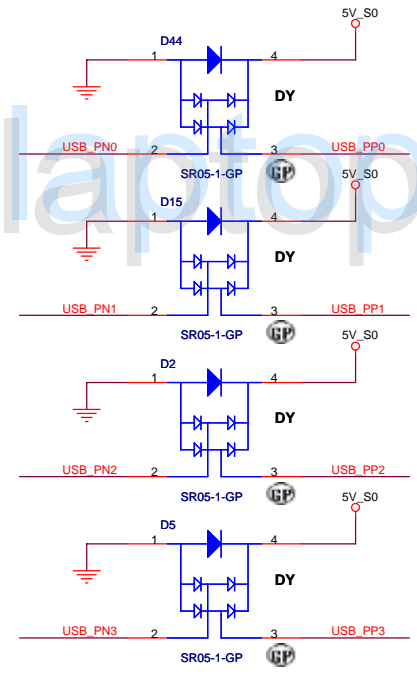 5V_S0
D44
1 4
DY
USB_PN0 2 3 USB_PP0
SR05-1-GP GP
laptop
5V_S0
D15
1 4
DY
USB_PN1 2 3 USB_PP1
SR05-1-GP GP
5V_S0
D2
1 4
DY
USB_PN2 2 3 USB_PP2
SR05-1-GP GP
5V_S0
D5
1 4
DY
USB_PN3 2 3 USB_PP3
SR05-1-GP GP